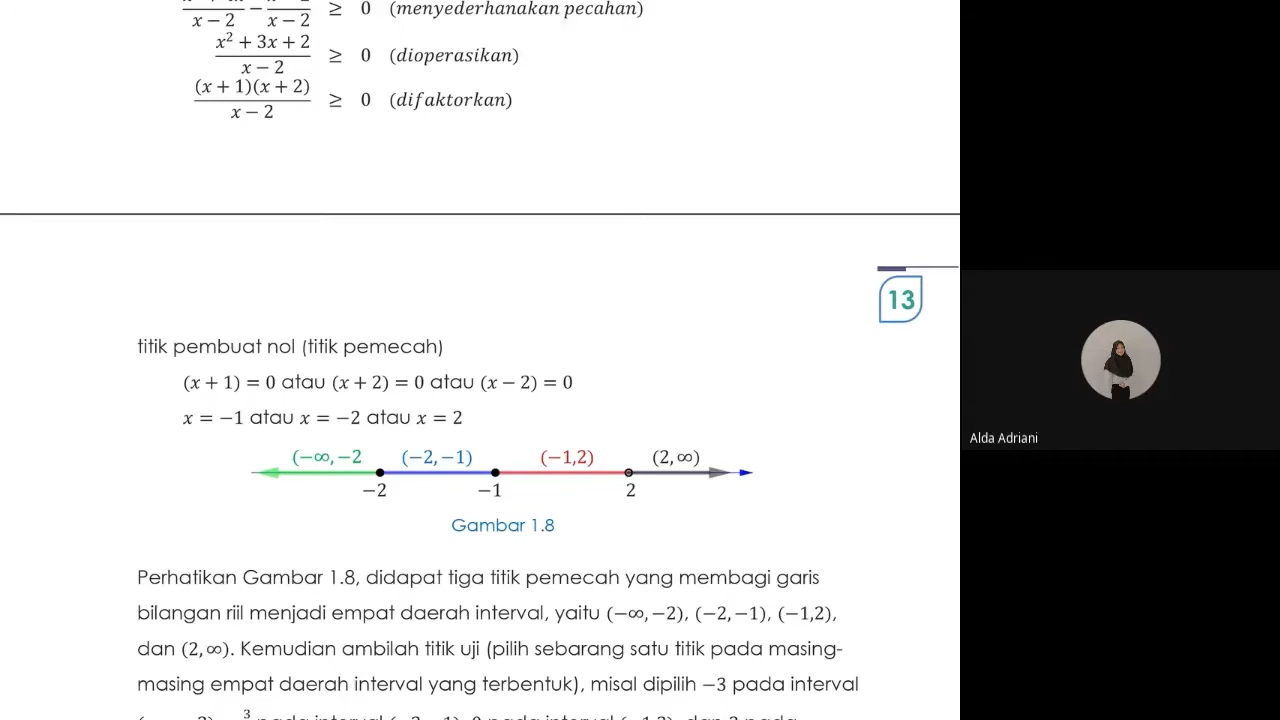 x − 2 − x − 2 ≥ 0 (menyederhanakan pecahan)
x² + 3x + 2 / x − 2 ≥ 0 (dioperasikan)
(x + 1)(x + 2) / x − 2 ≥ 0 (difaktorkan)
13
titik pembuat nol (titik pemecah)
(x + 1) = 0 atau (x + 2) = 0 atau (x − 2) = 0
x = −1 atau x = −2 atau x = 2
(−∞, −2 (−2, −1) (−1,2) (2, ∞)
−2 −1 2
Gambar 1.8
Perhatikan Gambar 1.8, didapat tiga titik pemecah yang membagi garis
bilangan riil menjadi empat daerah interval, yaitu (−∞, −2), (−2, −1), (−1,2),
dan (2, ∞). Kemudian ambilah titik uji (pilih sebarang satu titik pada masing-
masing empat daerah interval yang terbentuk), misal dipilih −3 pada interval
Alda Adriani